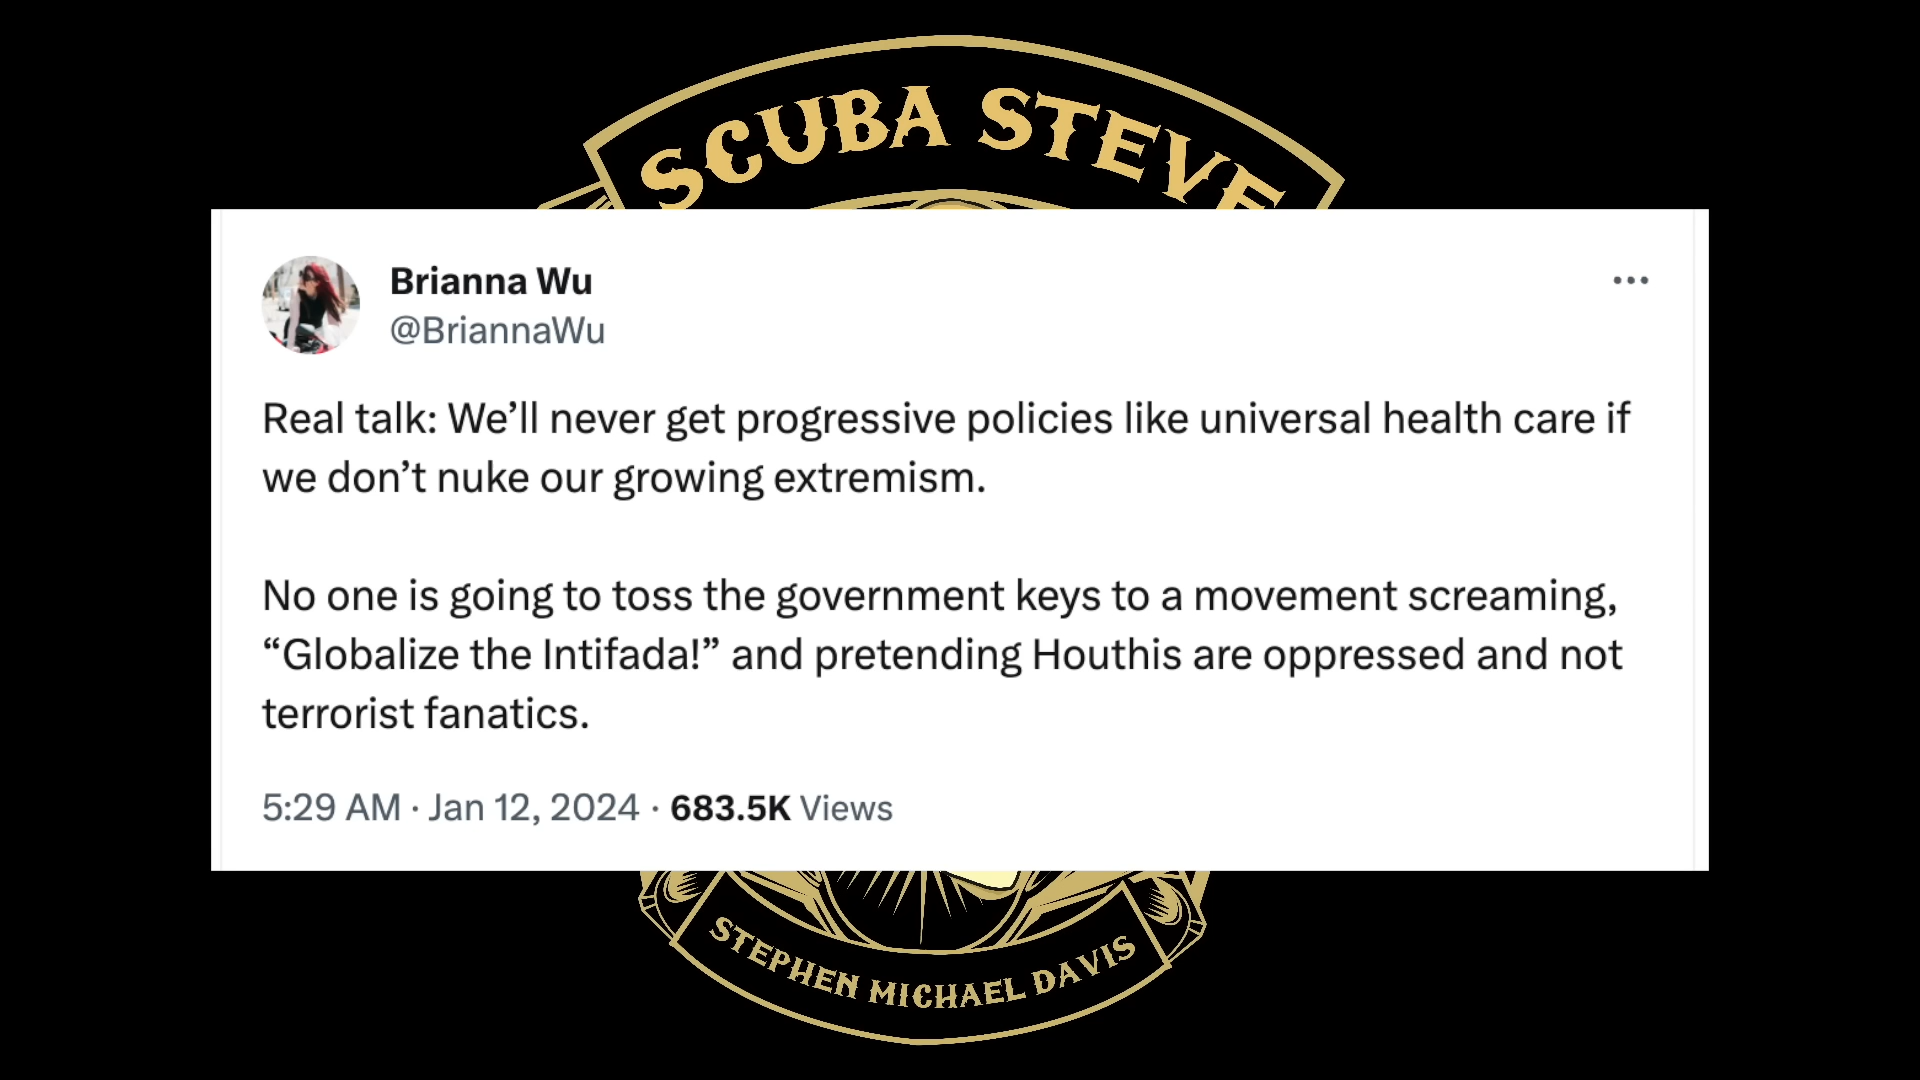 SCUBA STEVE
Brianna Wu
@BriannaWu
Real talk: We’ll never get progressive policies like universal health care if
we don’t nuke our growing extremism.
No one is going to toss the government keys to a movement screaming,
“Globalize the Intifada!” and pretending Houthis are oppressed and not
terrorist fanatics.
5:29 AM · Jan 12, 2024 · 683.5K Views
STEPHEN MICHAEL DAVIS